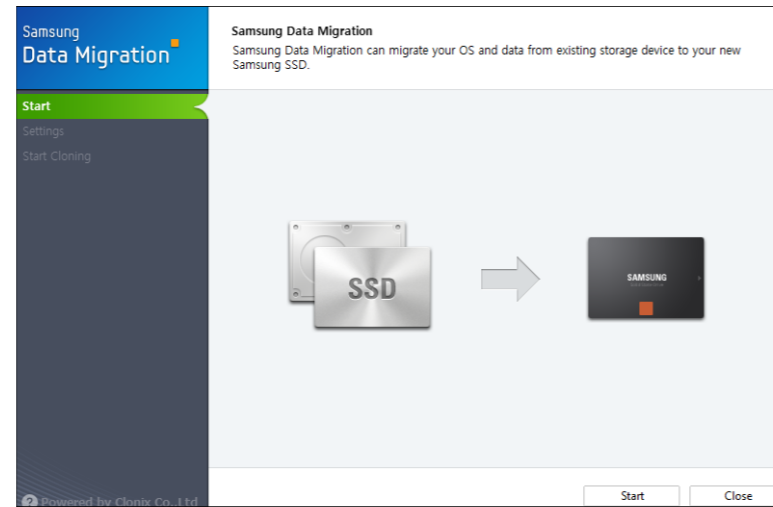 Samsung
Data Migration
Samsung Data Migration
Samsung Data Migration can migrate your OS and data from existing storage device to your new
Samsung SSD.
Start
Settings
Start Cloning
SSD
SAMSUNG
? Powered by Clonix Co., Ltd
Start
Close